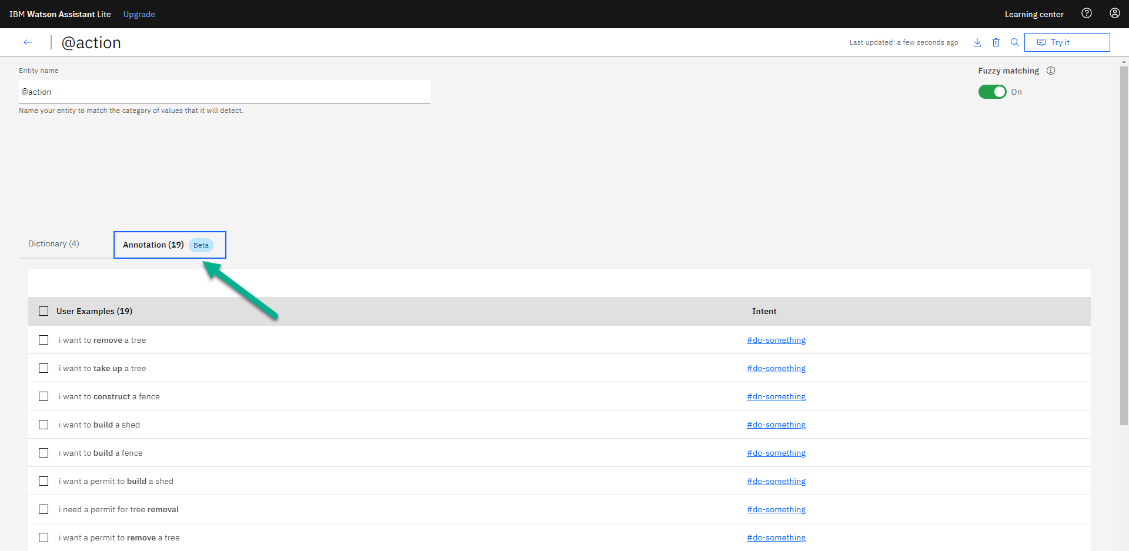 IBM Watson Assistant Lite Upgrade Learning center
@action Last updated: a few seconds ago Try it
Entity name Fuzzy matching
@action On
Name your entity to match the category of values that it will detect.
Dictionary (4) Annotation (19) Beta
User Examples (19) Intent
i want to remove a tree #do-something
i want to take up a tree #do-something
i want to construct a fence #do-something
i want to build a shed #do-something
i want to build a fence #do-something
i want a permit to build a shed #do-something
i need a permit for tree removal #do-something
i want a permit to remove a tree #do-something